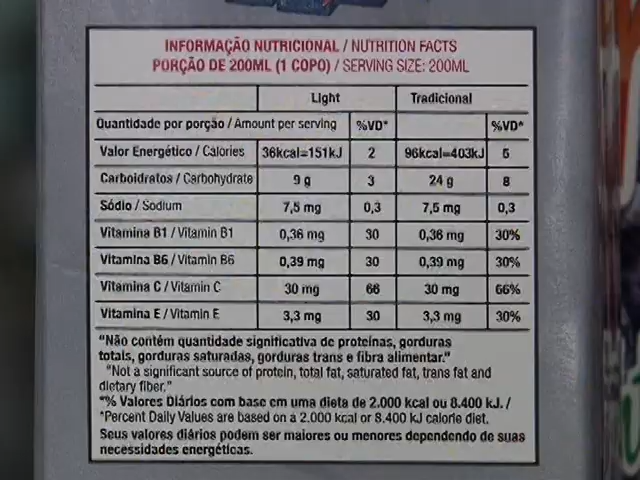 INFORMAÇÃO NUTRICIONAL / NUTRITION FACTS
PORÇÃO DE 200ML (1 COPO) / SERVING SIZE: 200ML
Light Tradicional
Quantidade por porção / Amount per serving %VD* %VD*
Valor Energético / Calories 36kcal=151kJ 2 96kcal=403kJ 5
Carboidratos / Carbohydrate 9 g 3 24 g 8
Sódio / Sodium 7,5 mg 0,3 7,5 mg 0,3
Vitamina B1 / Vitamin B1 0,36 mg 30 0,36 mg 30%
Vitamina B6 / Vitamin B6 0,39 mg 30 0,39 mg 30%
Vitamina C / Vitamin C 30 mg 66 30 mg 66%
Vitamina E / Vitamin E 3,3 mg 30 3,3 mg 30%
"Não contém quantidade significativa de proteínas, gorduras
totais, gorduras saturadas, gorduras trans e fibra alimentar."
"Not a significant source of protein, total fat, saturated fat, trans fat and
dietary fiber."
*% Valores Diários com base em uma dieta de 2.000 kcal ou 8.400 kJ. /
*Percent Daily Values are based on a 2.000 kcal or 8.400 kJ calorie diet.
Seus valores diários podem ser maiores ou menores dependendo de suas
necessidades energéticas.